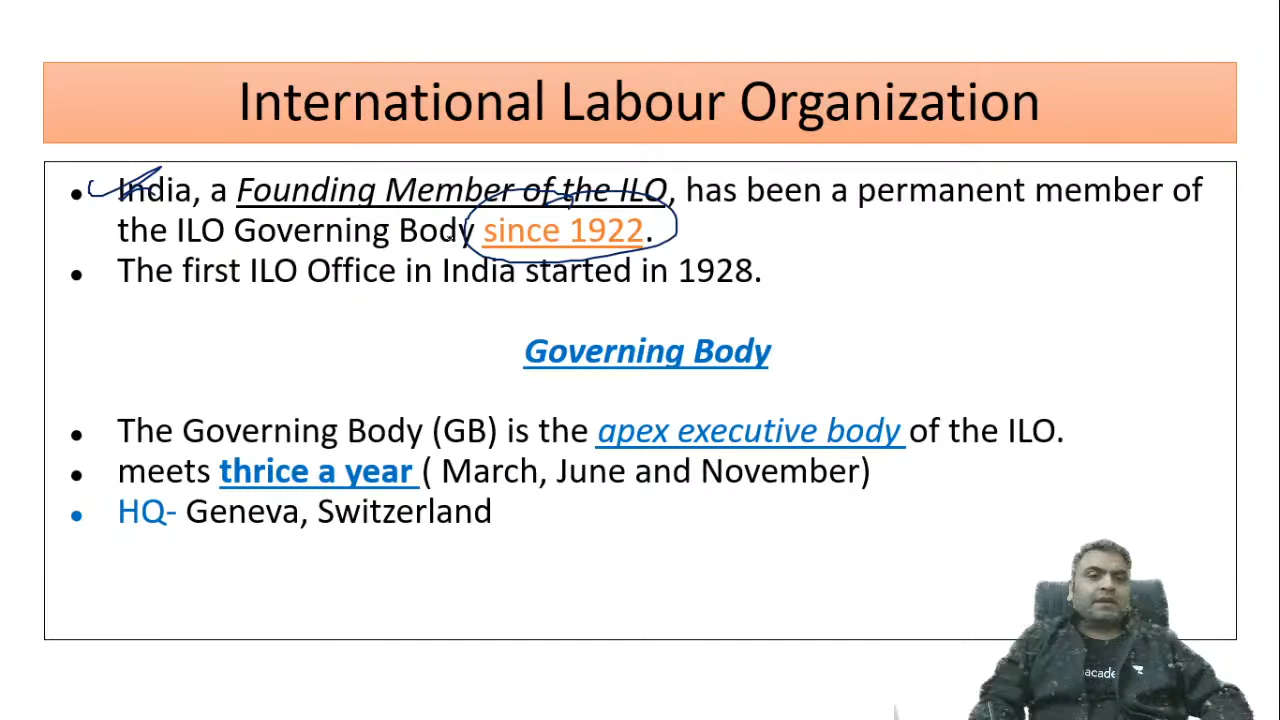 International Labour Organization
• India, a Founding Member of the ILO, has been a permanent member of
the ILO Governing Body since 1922.
• The first ILO Office in India started in 1928.
Governing Body
• The Governing Body (GB) is the apex executive body of the ILO.
• meets thrice a year ( March, June and November)
• HQ- Geneva, Switzerland